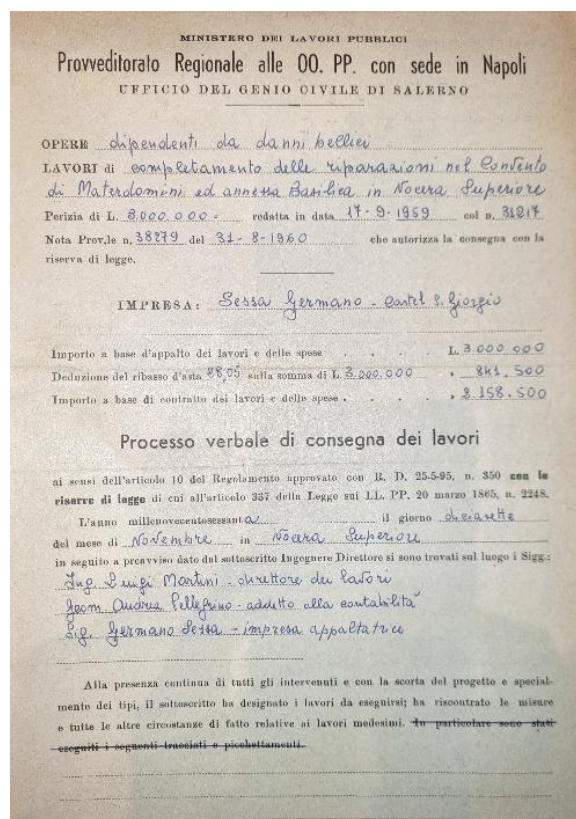 MINISTERO DEI LAVORI PUBBLICI
Provveditorato Regionale alle OO. PP. con sede in Napoli
UFFICIO DEL GENIO CIVILE DI SALERNO
OPERE dipendenti da danni bellici
LAVORI di completamento delle riparazioni nel Convento
di Materdomini ed annessa Basilica in Nocera Superiore
Perizia di L. 3.000.000 = redatta in data 17-9-1959 col n. 31217
Nota Prov.le n. 38279 del 31-8-1960 che autorizza la consegna con la
riserva di legge.
IMPRESA: Sessa Germano - Castel S. Giorgio
Importo a base d'appalto dei lavori e delle spese . . . . L. 3.000.000
Deduzione del ribasso d'asta 28,05 sulla somma di L. 3.000.000 » 841.500
Importo a base di contratto dei lavori e delle spese . . . . » 2.158.500
Processo verbale di consegna dei lavori
ai sensi dell'articolo 10 del Regolamento approvato con R. D. 25-5-95, n. 350 con le
riserve di legge di cui all'articolo 337 della Legge sui LL. PP. 20 marzo 1865, n. 2248.
L'anno millenovecentosessanta il giorno diciasette
del mese di Novembre in Nocera Superiore
in seguito a preavviso dato dal sottoscritto Ingegnere Direttore si sono trovati sul luogo i Sigg.:
Ing. Luigi Martini - direttore dei lavori
Geom. Andrea Pellegrino - addetto alla contabilità
Sig. Germano Sessa - impresa appaltatrice
Alla presenza continua di tutti gli intervenuti e con la scorta del progetto e special-
mente dei tipi, il sottoscritto ha designato i lavori da eseguirsi; ha riscontrato le misure
e tutte le altre circostanze di fatto relative ai lavori medesimi. In particolare sono stati
eseguiti i seguenti tracciati e picchettamenti.